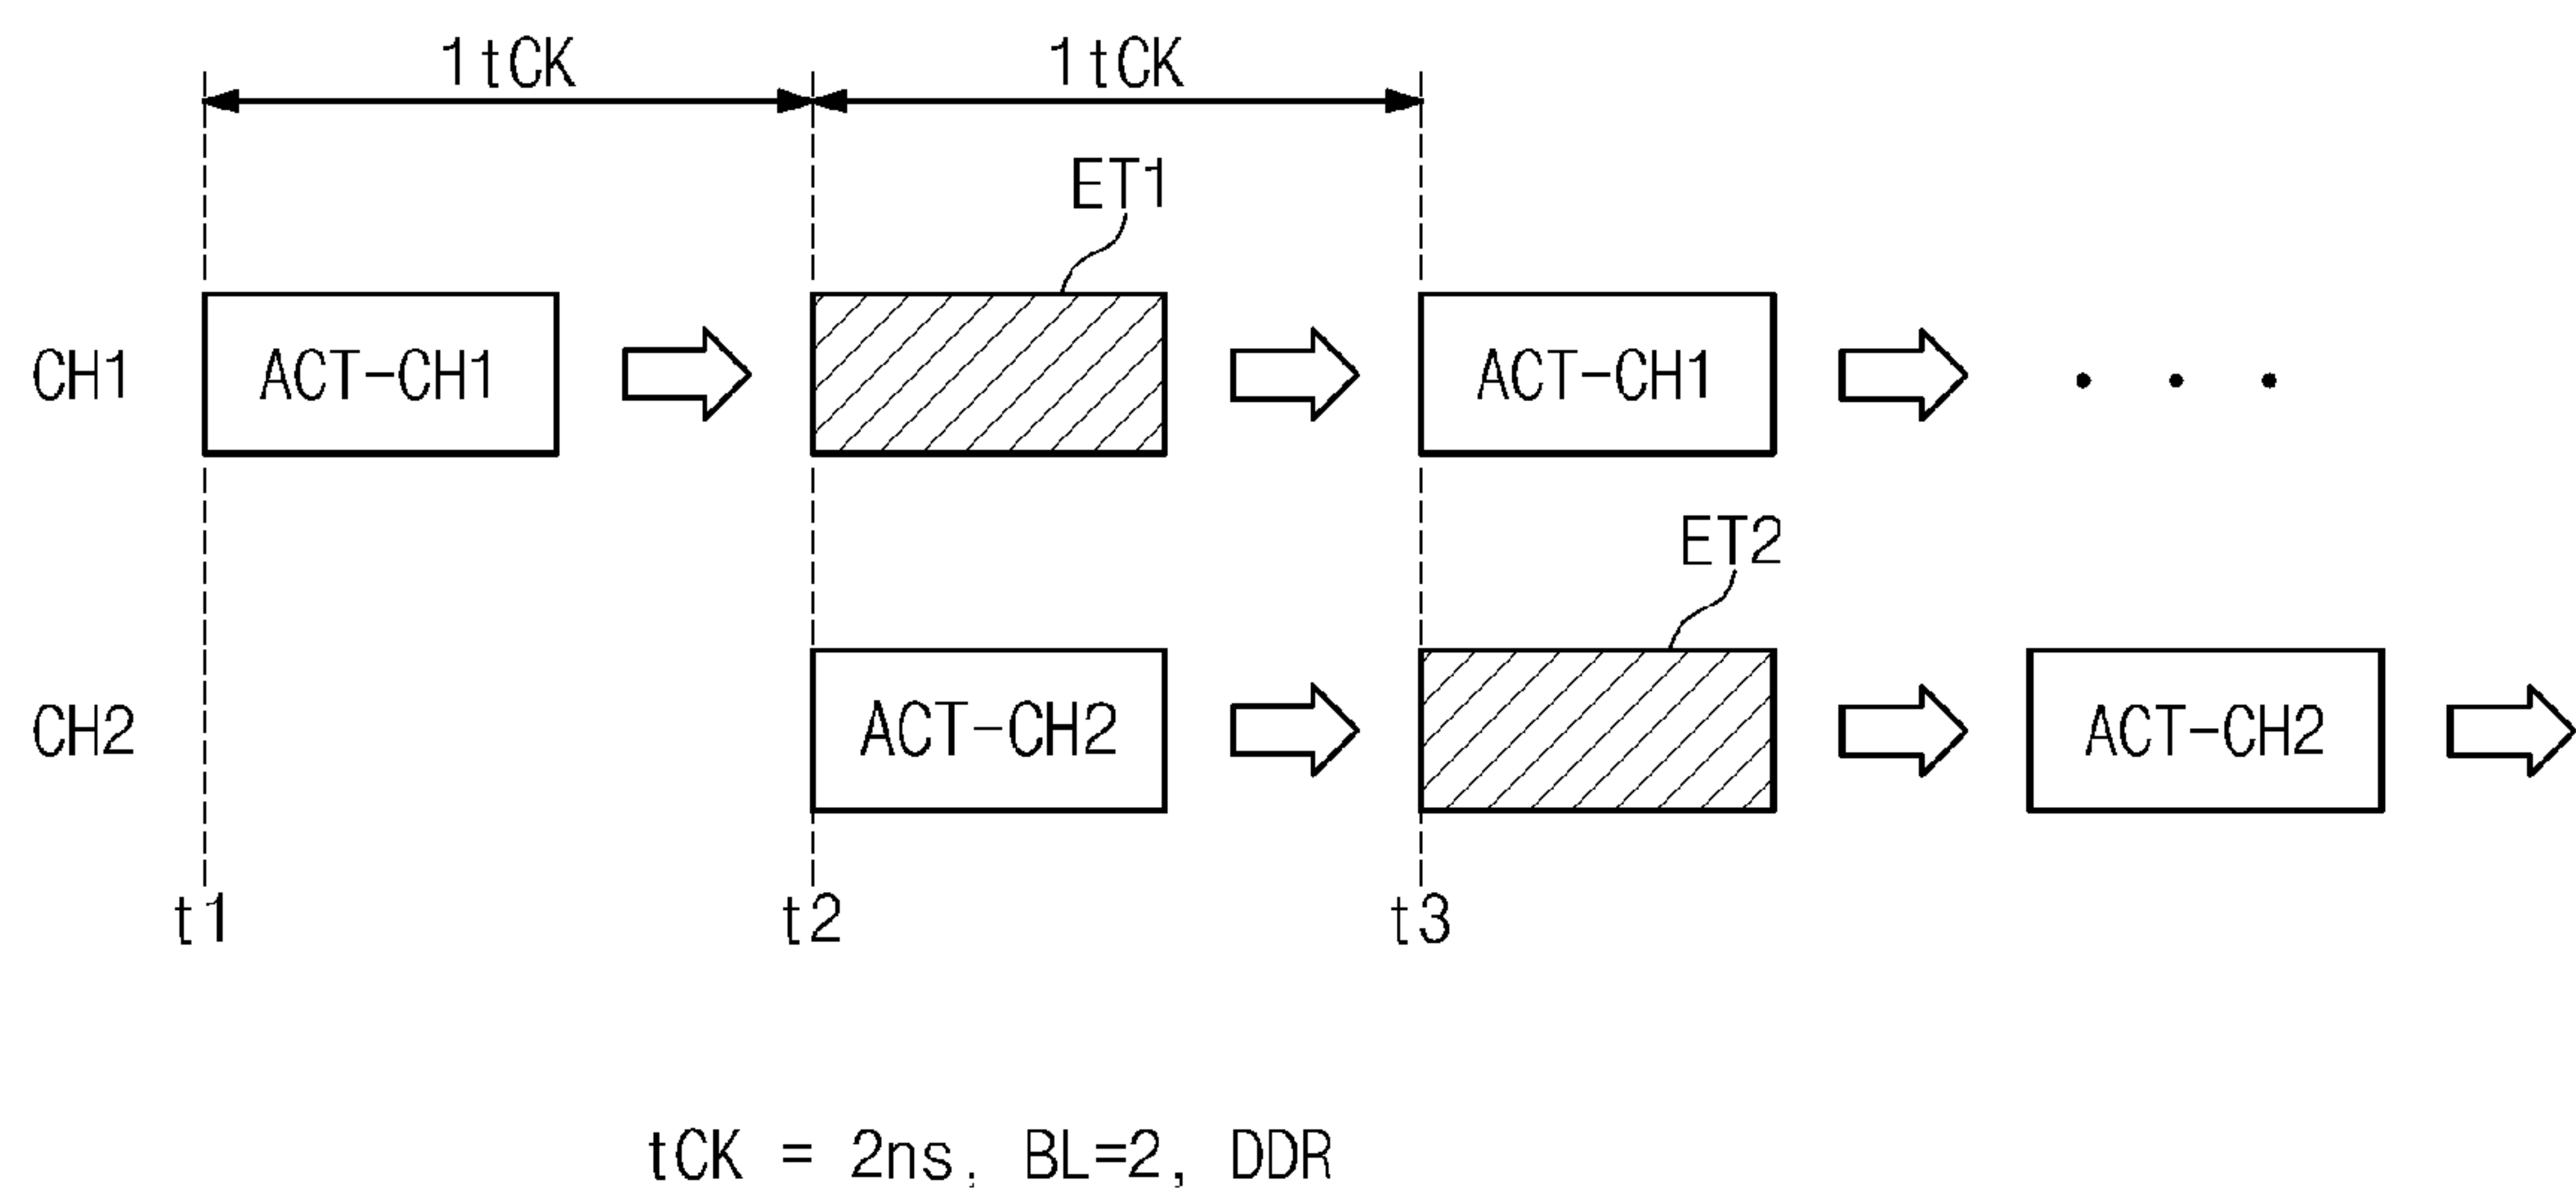 1tCK 1tCK
ET1
CH1 ACT-CH1 ACT-CH1
ET2
CH2 ACT-CH2 ACT-CH2
t1 t2 t3
tCK = 2ns, BL=2, DDR